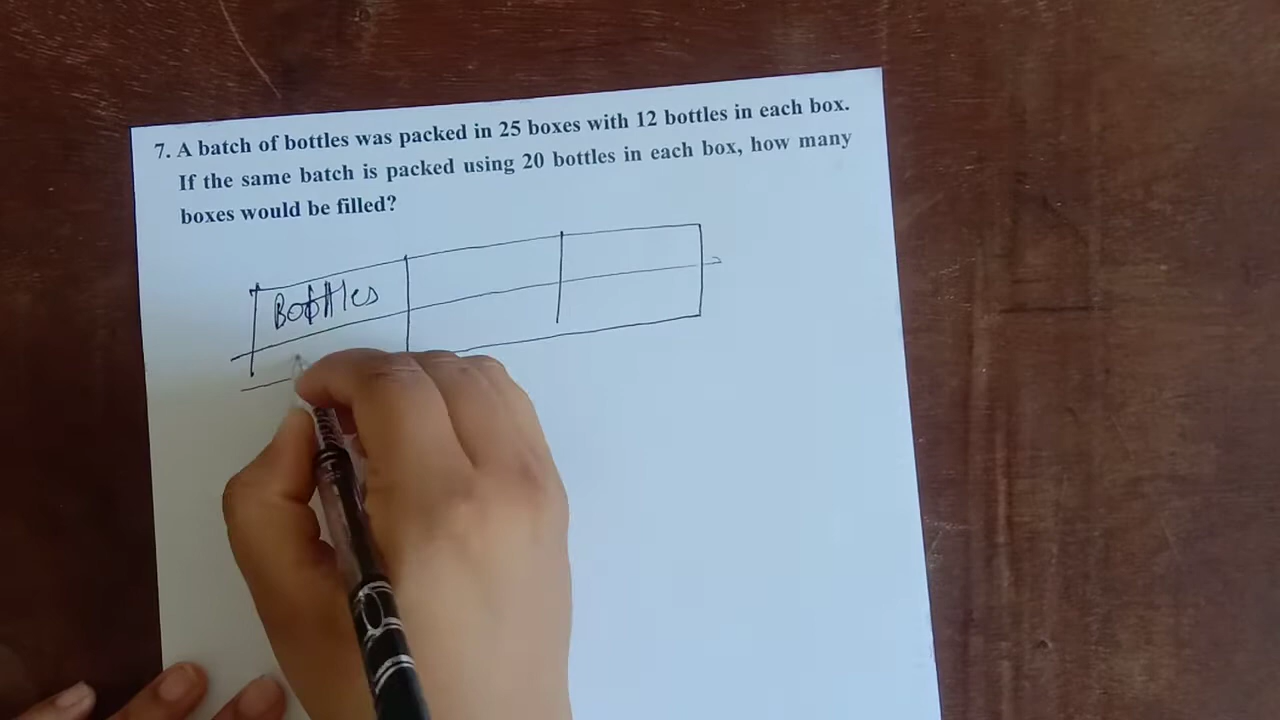 7. A batch of bottles was packed in 25 boxes with 12 bottles in each box.
If the same batch is packed using 20 bottles in each box, how many
boxes would be filled?
Bottles